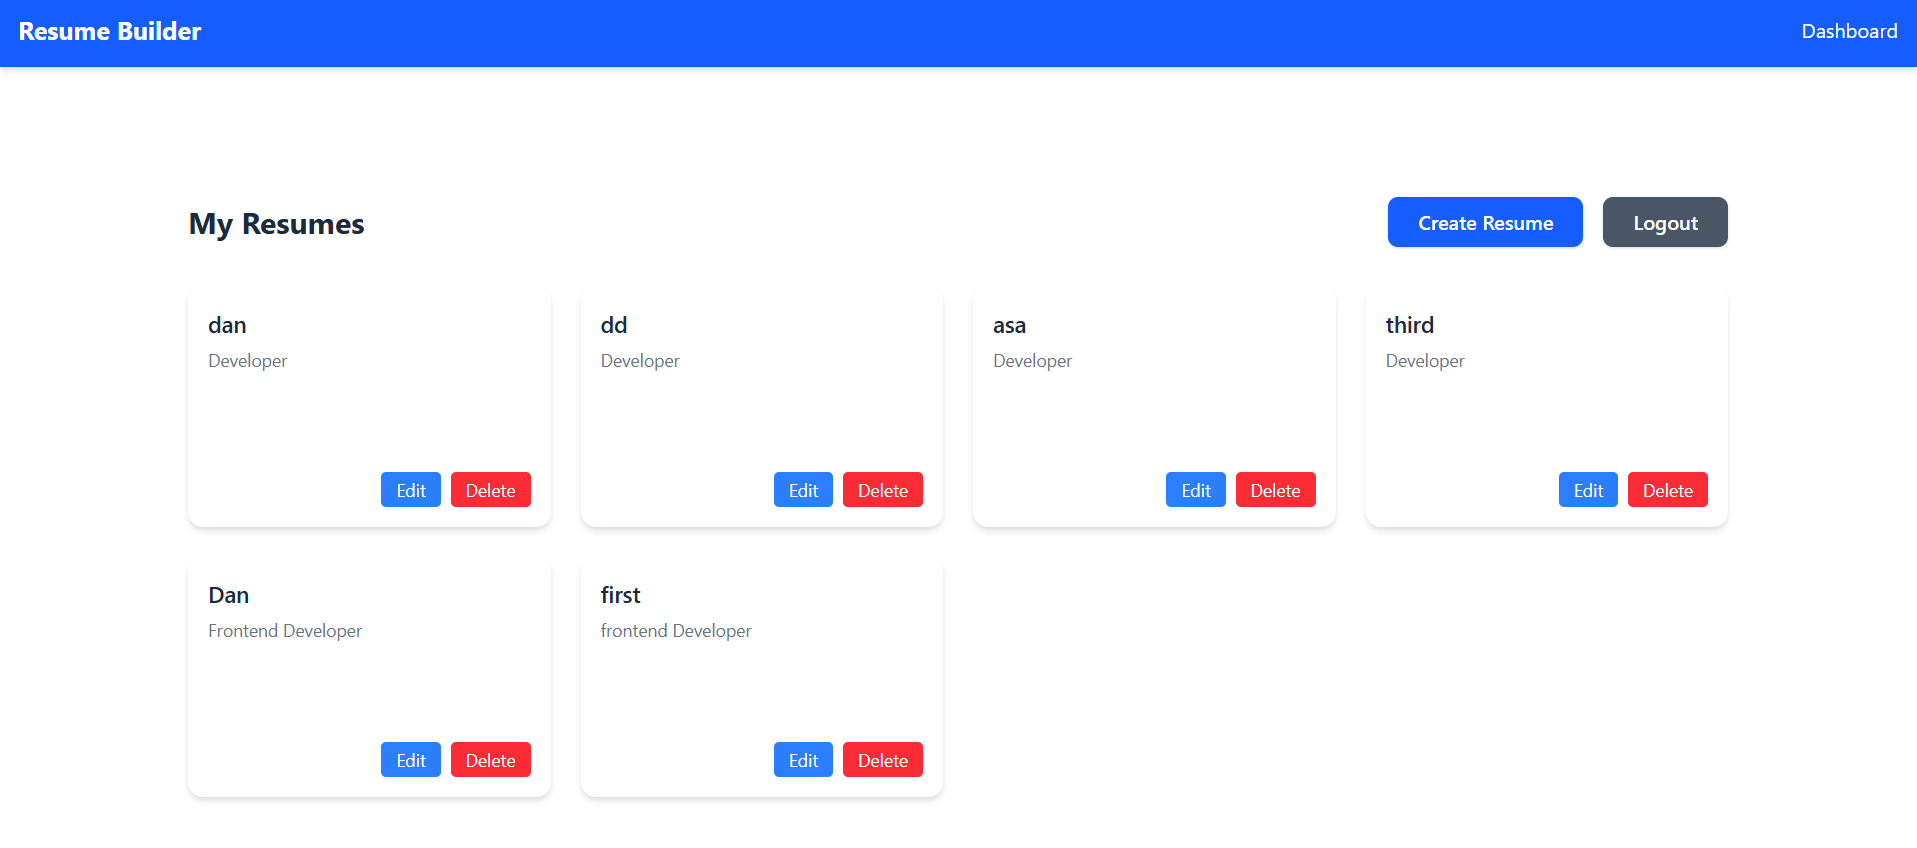 Resume Builder
Dashboard
My Resumes
Create Resume
Logout
dan
Developer
Edit
Delete
dd
Developer
Edit
Delete
asa
Developer
Edit
Delete
third
Developer
Edit
Delete
Dan
Frontend Developer
Edit
Delete
first
frontend Developer
Edit
Delete